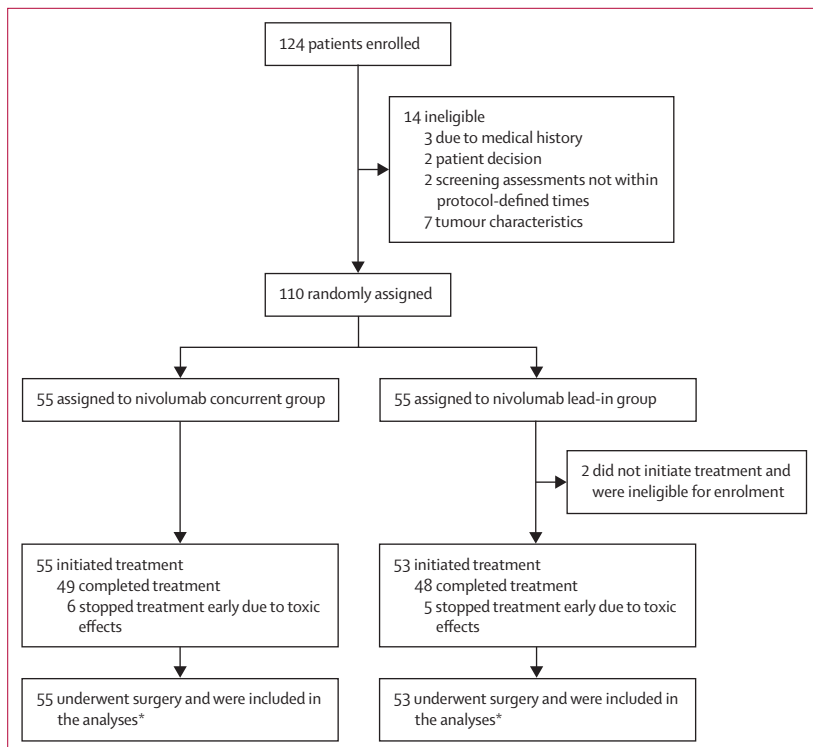 124 patients enrolled
14 ineligible
3 due to medical history
2 patient decision
2 screening assessments not within
protocol-defined times
7 tumour characteristics
110 randomly assigned
55 assigned to nivolumab concurrent group
55 assigned to nivolumab lead-in group
2 did not initiate treatment and
were ineligible for enrolment
55 initiated treatment
49 completed treatment
6 stopped treatment early due to toxic
effects
53 initiated treatment
48 completed treatment
5 stopped treatment early due to toxic
effects
55 underwent surgery and were included in
the analyses*
53 underwent surgery and were included in
the analyses*